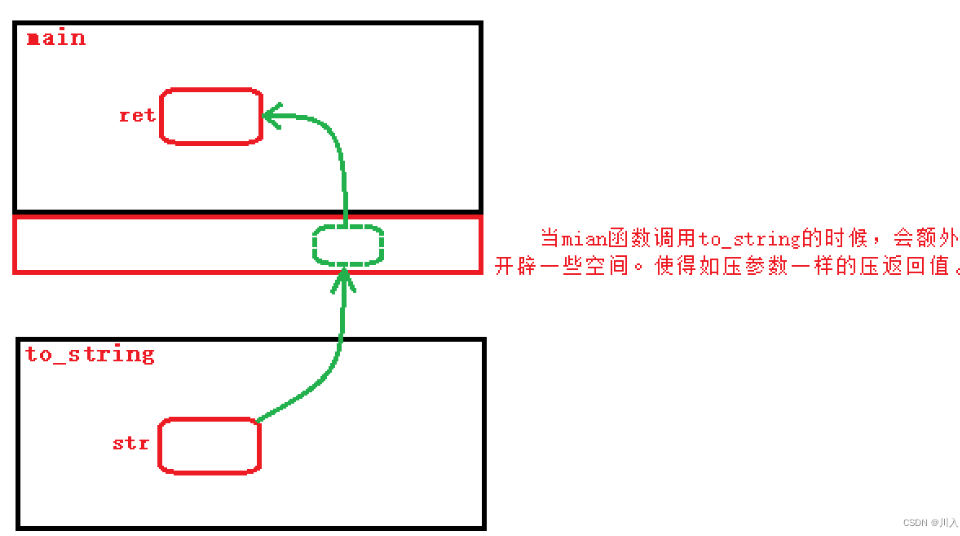 main
ret
当mian函数调用to_string的时候，会额外
开辟一些空间。使得如压参数一样的压返回值。
to_string
str
CSDN @川入